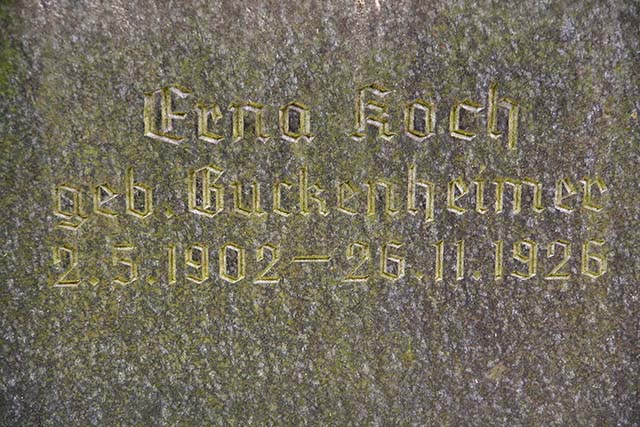 Erna Koch
geb. Guckenheimer
2.5.1902–26.11.1926